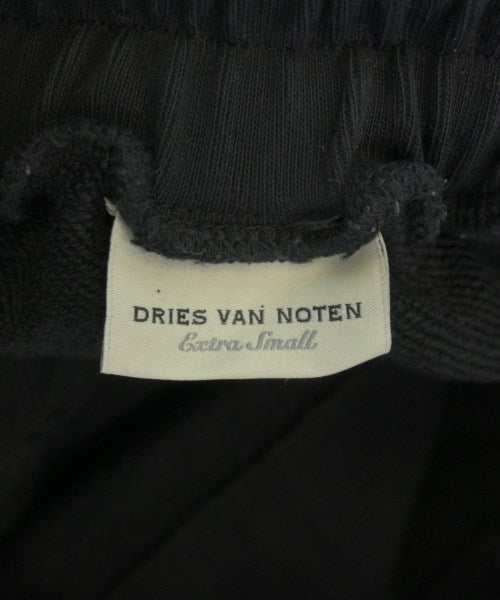 DRIES VAN NOTEN
Extra Small